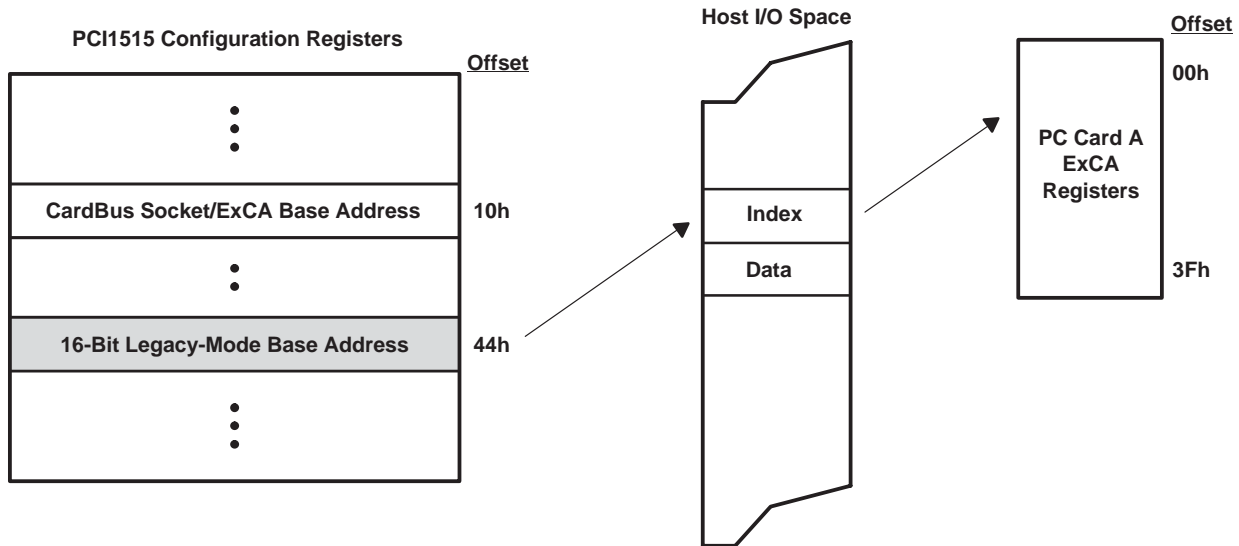 PCI1515 Configuration Registers
Offset
CardBus Socket/ExCA Base Address
10h
16-Bit Legacy-Mode Base Address
44h
Host I/O Space
Index
Data
Offset
00h
PC Card A
ExCA
Registers
3Fh